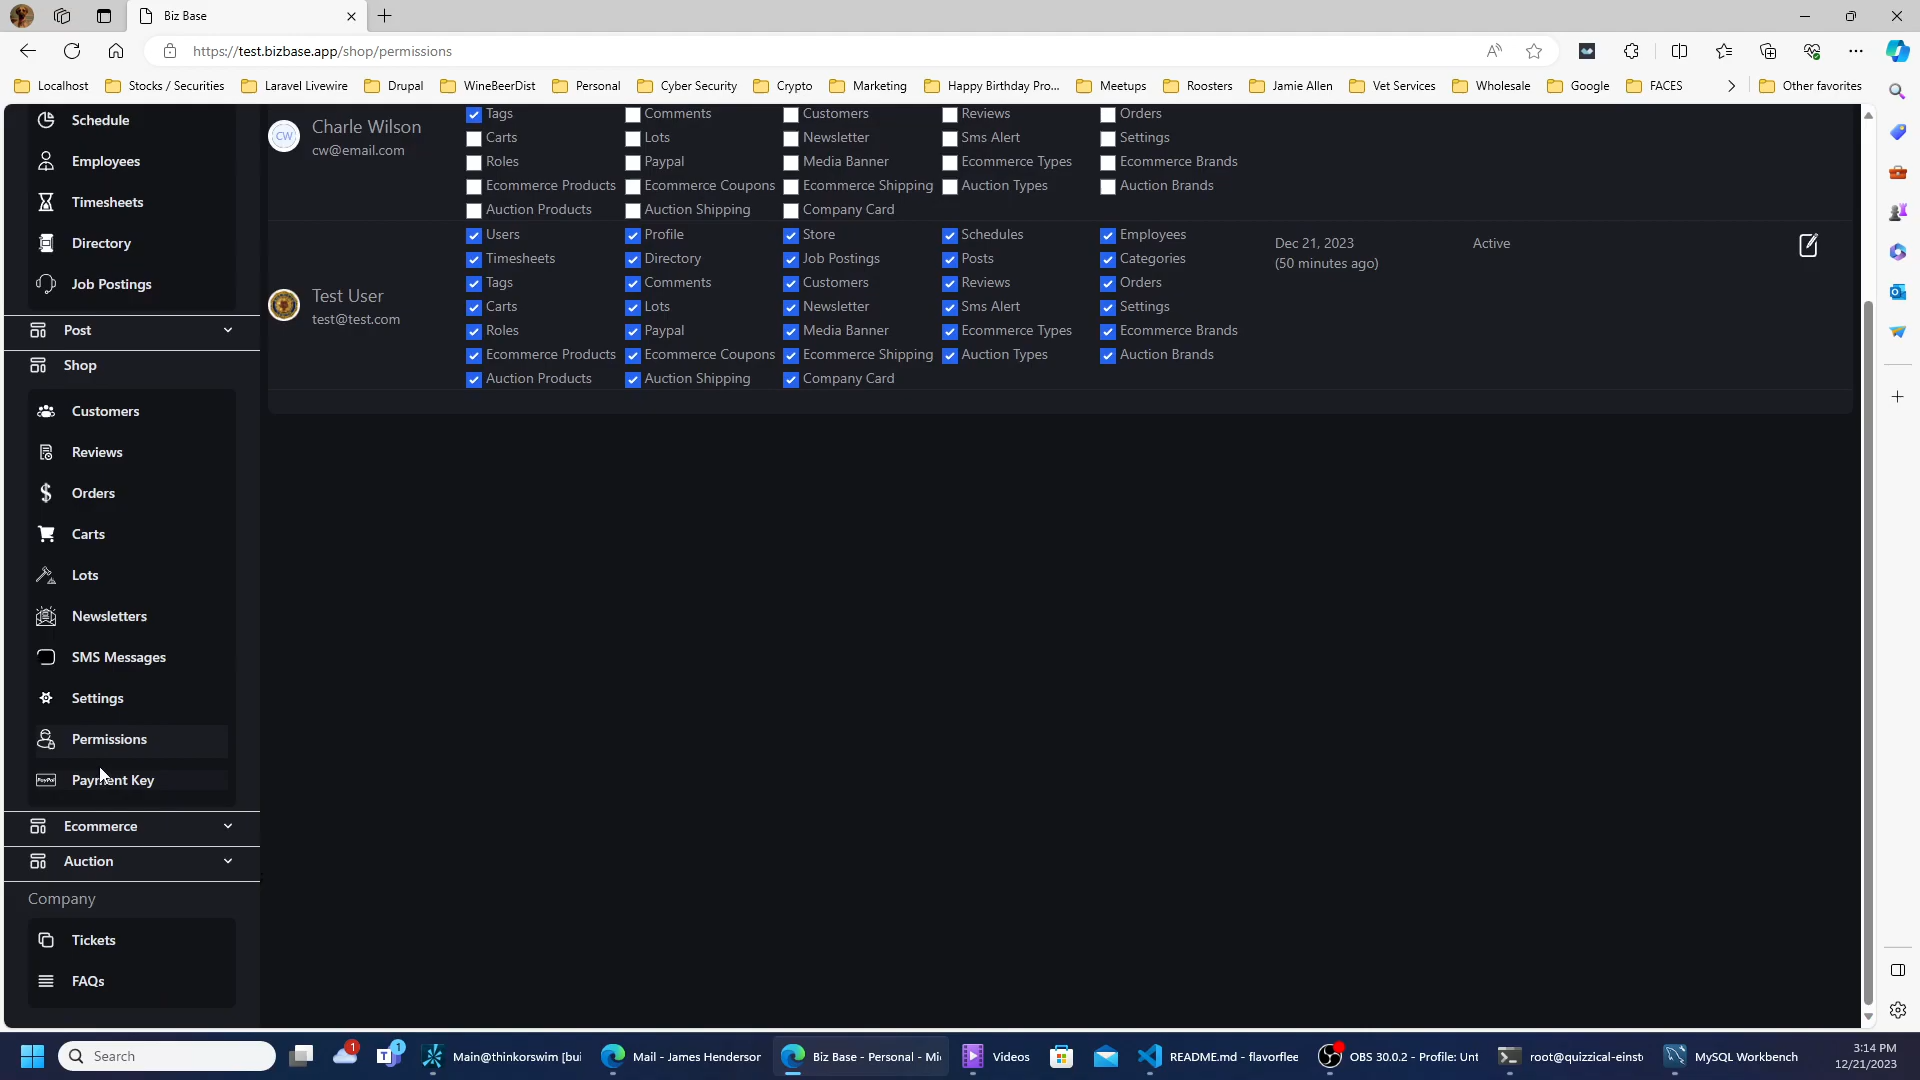 Biz Base
https://test.bizbase.app/shop/permissions
Localhost Stocks / Securities Laravel Livewire Drupal WineBeerDist Personal Cyber Security Crypto Marketing Happy Birthday Pro... Meetups Roosters Jamie Allen Vet Services Wholesale Google FACES Other favorites
Schedule
Employees
Timesheets
Directory
Job Postings
Post
Shop
Customers
Reviews
Orders
Carts
Lots
Newsletters
SMS Messages
Settings
Permissions
PayPal Payment Key
Ecommerce
Auction
Company
Tickets
FAQs
CW Charle Wilson
cw@email.com
Tags Comments Customers Reviews Orders
Carts Lots Newsletter Sms Alert Settings
Roles Paypal Media Banner Ecommerce Types Ecommerce Brands
Ecommerce Products Ecommerce Coupons Ecommerce Shipping Auction Types Auction Brands
Auction Products Auction Shipping Company Card
Test User
test@test.com
Users Profile Store Schedules Employees
Timesheets Directory Job Postings Posts Categories
Tags Comments Customers Reviews Orders
Carts Lots Newsletter Sms Alert Settings
Roles Paypal Media Banner Ecommerce Types Ecommerce Brands
Ecommerce Products Ecommerce Coupons Ecommerce Shipping Auction Types Auction Brands
Auction Products Auction Shipping Company Card
Dec 21, 2023
(50 minutes ago)
Active
Search 1 1 Main@thinkorswim [bui Mail - James Henderson Biz Base - Personal - Mi Videos README.md - flavorflee OBS 30.0.2 - Profile: Unt root@quizzical-einst MySQL Workbench
3:14 PM
12/21/2023